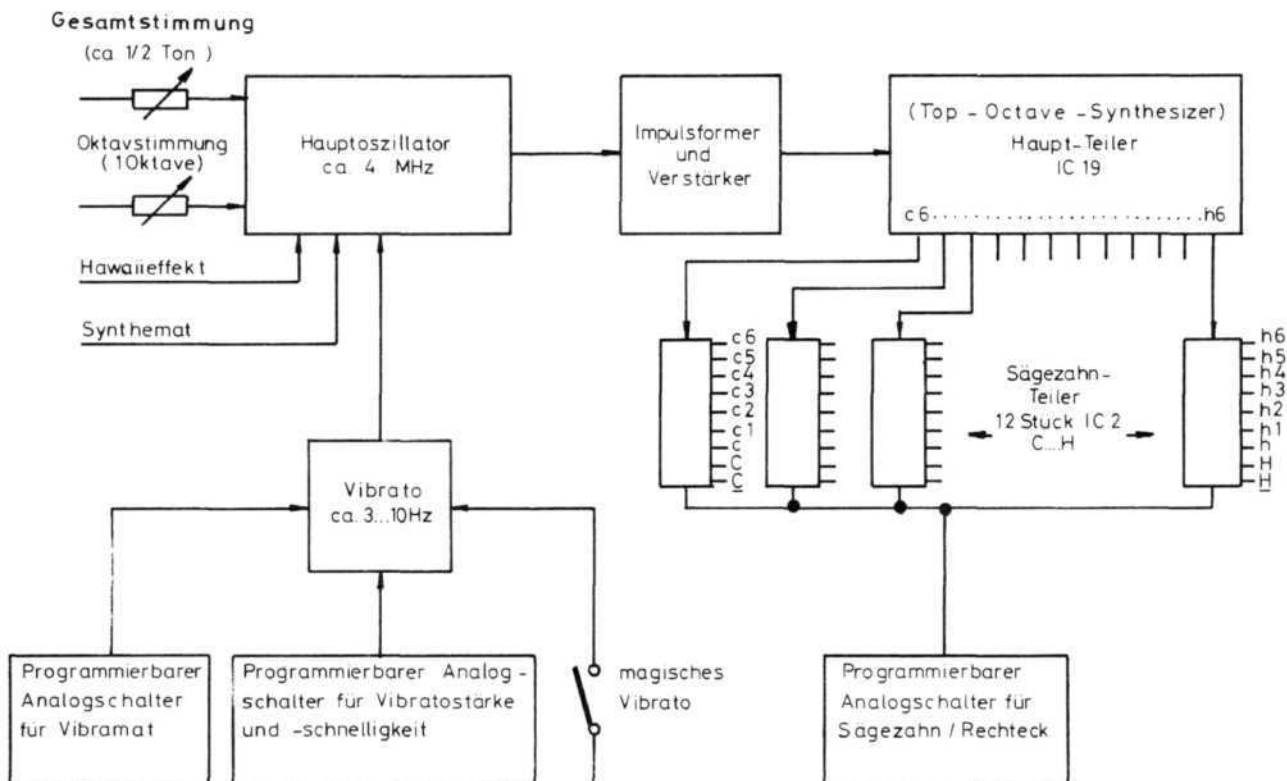 Gesamtstimmung
(ca 1/2 Ton )
Oktavstimmung
( 1Oktave)
Hauptoszillator
ca. 4 MHz
Impulsformer
und
Verstärker
(Top - Octave - Synthesizer)
Haupt-Teiler
IC 19
c6..........................h6
Hawaiieffekt
Synthemat
c6
c5
c4
c3
c2
c1
c
C
C
Sägezahn-
Teiler
12 Stück IC 2
C...H
h6
h5
h4
h3
h2
h1
h
H
H
Vibrato
ca. 3...10Hz
Programmierbarer
Analogschalter
für Vibramat
Programmierbarer Analog-
schalter für Vibratostärke
und -schnelligkeit
magisches
Vibrato
Programmierbarer
Analogschalter für
Sägezahn / Rechteck